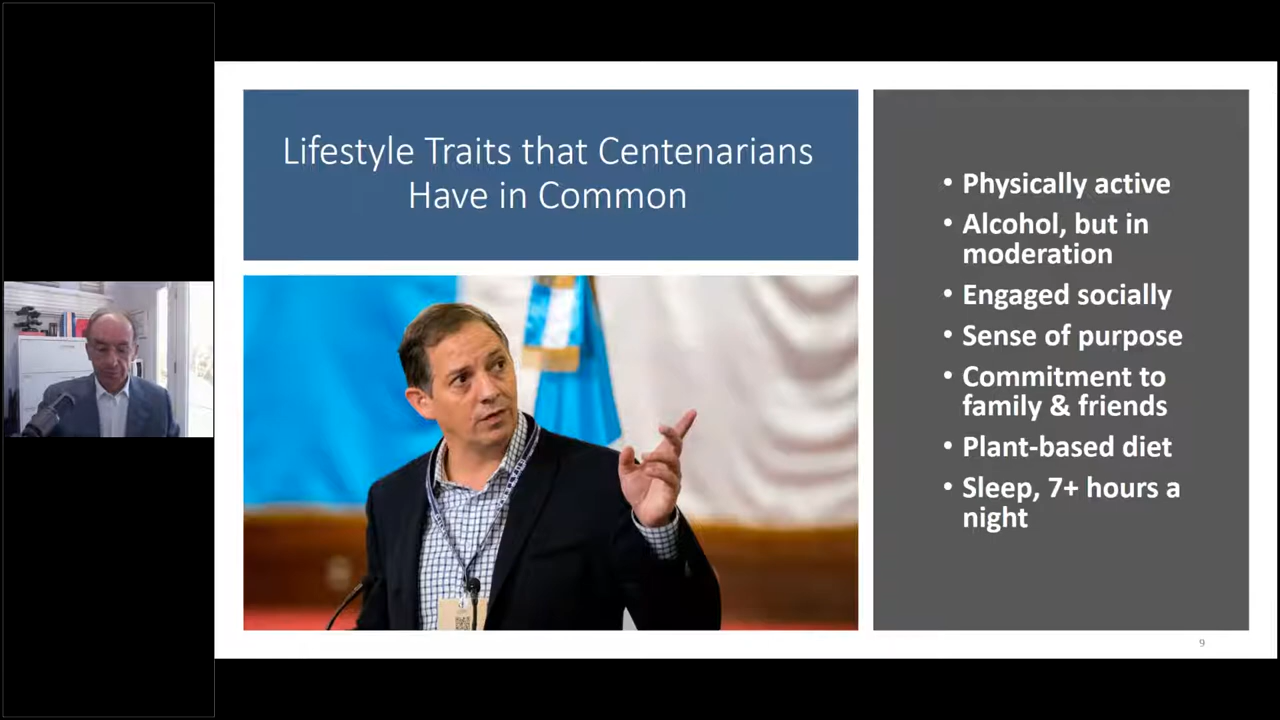 Lifestyle Traits that Centenarians
Have in Common
• Physically active
• Alcohol, but in
moderation
• Engaged socially
• Sense of purpose
• Commitment to
family & friends
• Plant-based diet
• Sleep, 7+ hours a
night
9